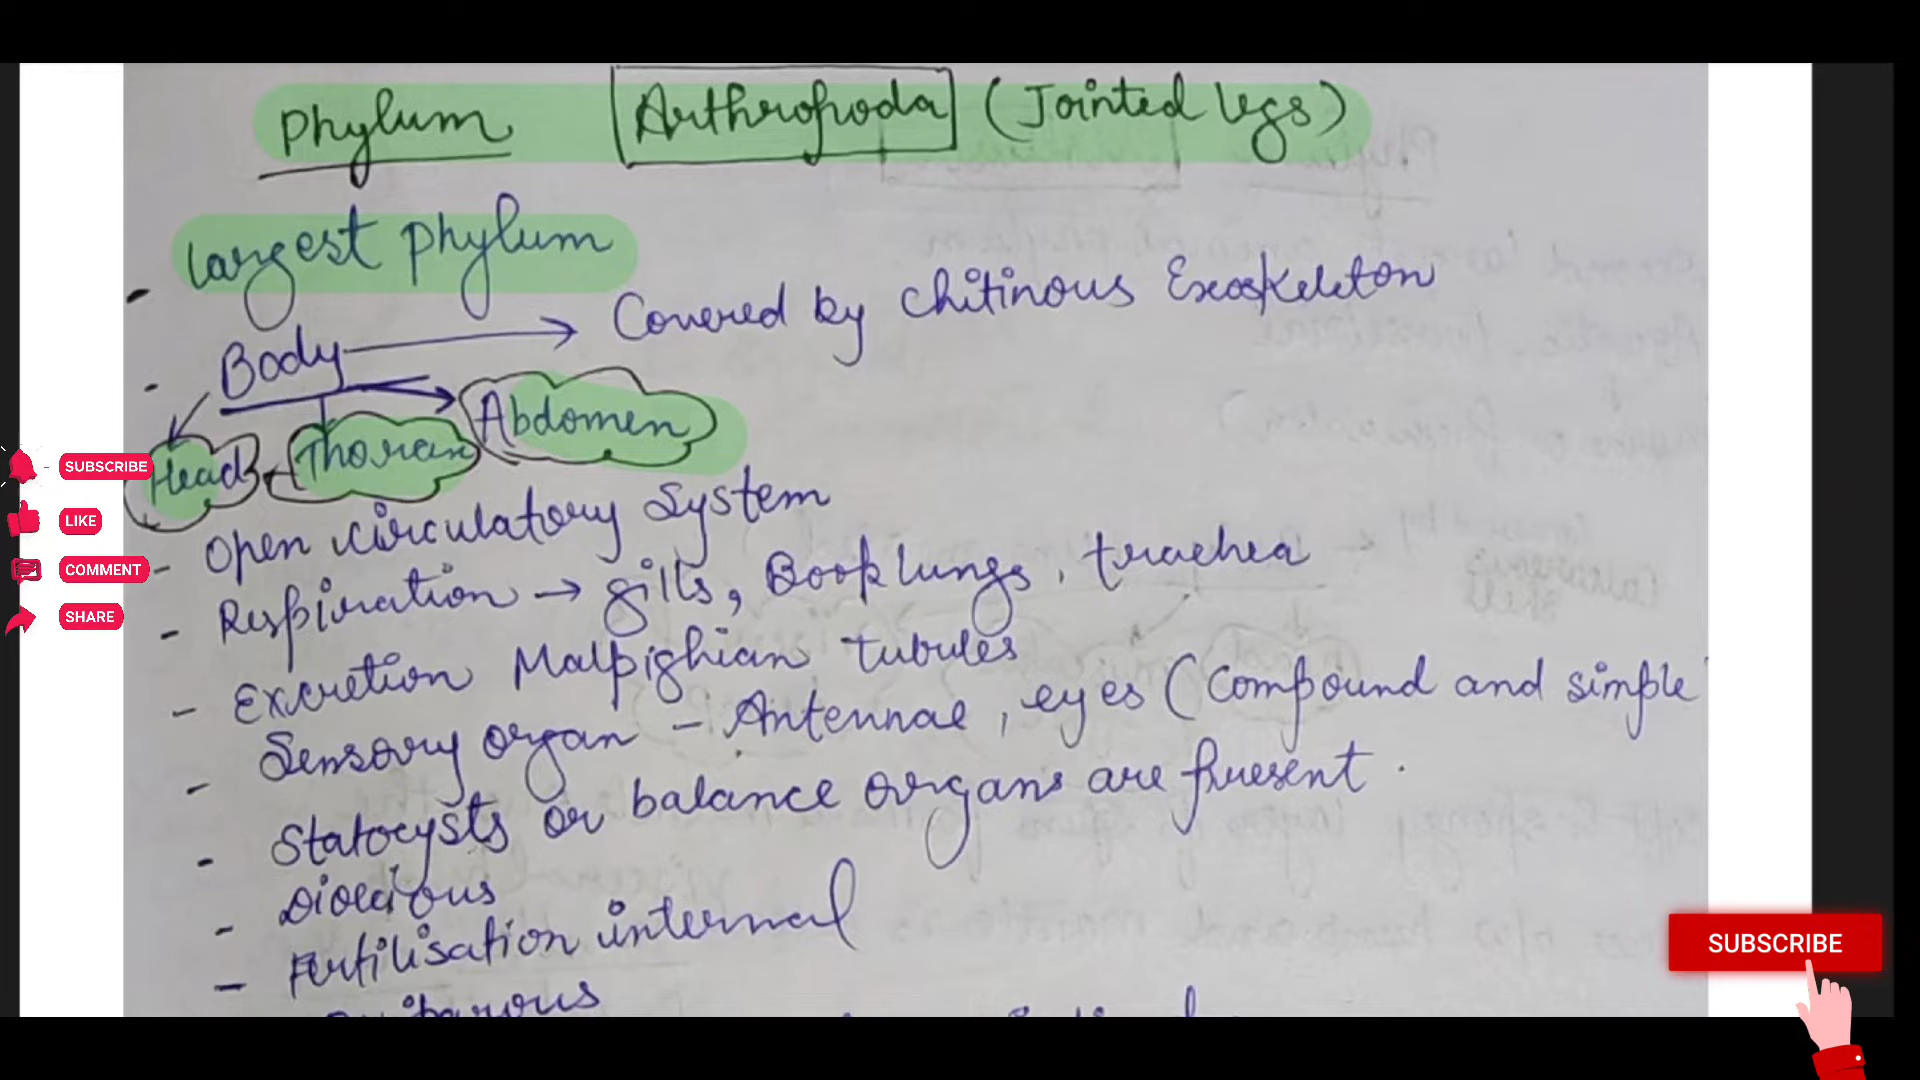 Phylum Arthropoda (Jointed legs)
- largest phylum
- Body → Covered by chitinous Exoskeleton
Head Thorax Abdomen
- Open circulatory System
- Respiration → gills, Book lungs, trachea
- Excretion Malpighian tubules
- Sensory organ - Antennae, eyes (Compound and simple
- Statocysts or balance organs are present.
- Dioecious
- Fertilisation internal
SUBSCRIBE
LIKE
COMMENT
SHARE
SUBSCRIBE